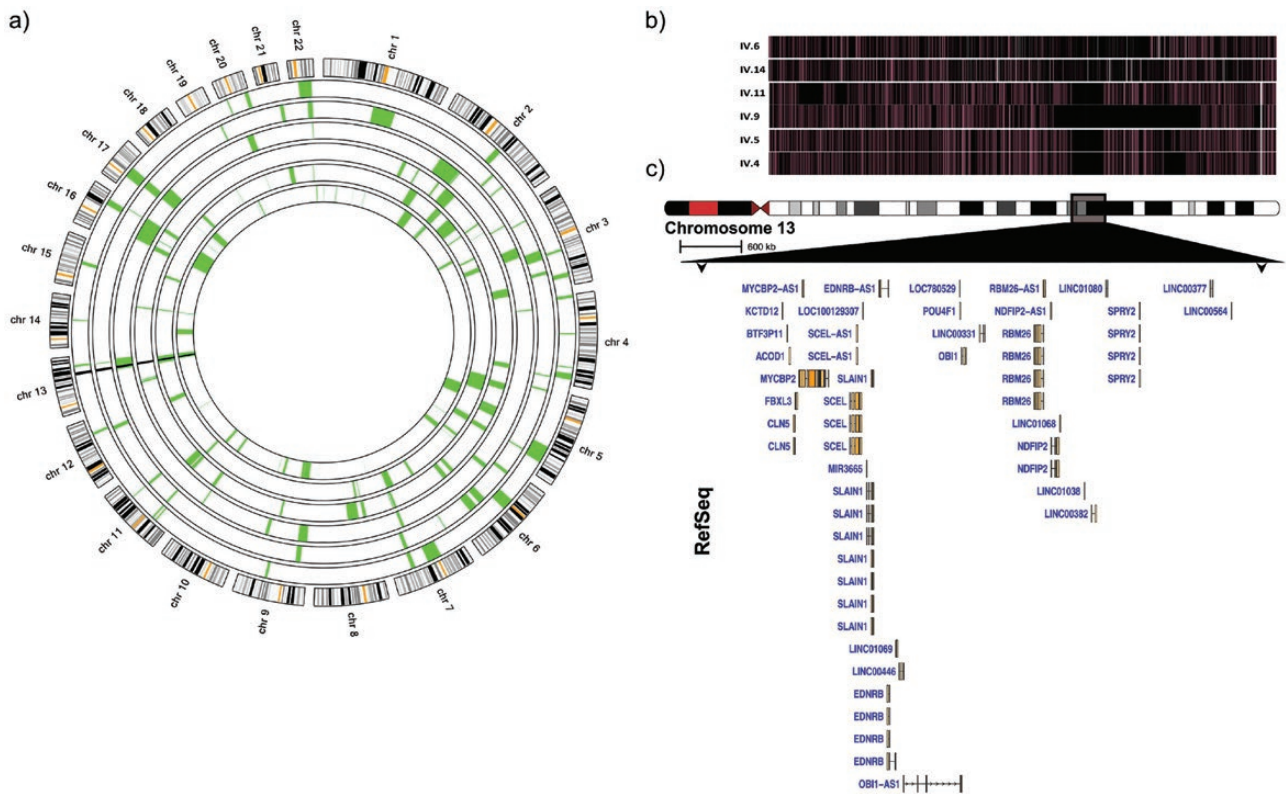 a)
chr 1
chr 2
chr 3
chr 4
chr 5
chr 6
chr 7
chr 8
chr 9
chr 10
chr 11
chr 12
chr 13
chr 14
chr 15
chr 16
chr 17
chr 18
chr 19
chr 20
chr 21
chr 22
b)
IV.6
IV.14
IV.11
IV.9
IV.5
IV.4
c)
Chromosome 13
600 kb
RefSeq
MYCBP2-AS1 EDNRB-AS1 LOC780529 RBM26-AS1 LINC01080 LINC00377
KCTD12 LOC100129307 POU4F1 NDFIP2-AS1 SPRY2 LINC00564
BTF3P11 SCEL-AS1 LINC00331 RBM26 SPRY2
ACOD1 SCEL-AS1 OBI1 RBM26 SPRY2
MYCBP2 SLAIN1 RBM26 SPRY2
FBXL3 SCEL RBM26
CLN5 SCEL LINC01068
CLN5 SCEL NDFIP2
MIR3665 NDFIP2
SLAIN1 LINC01038
SLAIN1 LINC00382
SLAIN1
SLAIN1
SLAIN1
SLAIN1
SLAIN1
LINC01069
LINC00446
EDNRB
EDNRB
EDNRB
EDNRB
OBI1-AS1